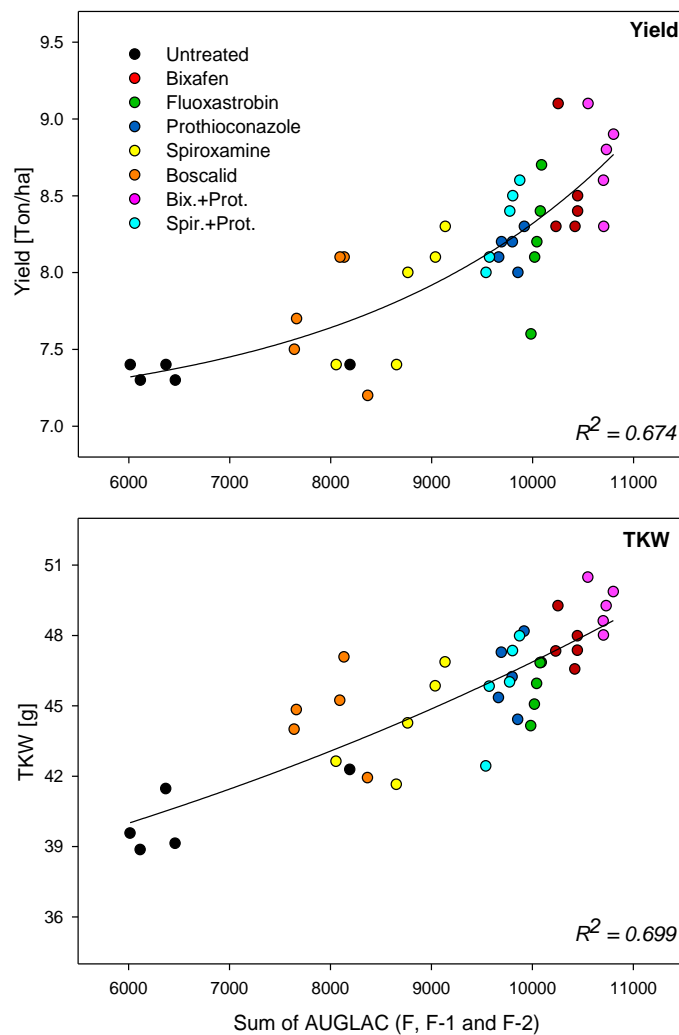 Yield
9.5
Untreated
Bixafen
9.0
Fluoxastrobin
Prothioconazole
Spiroxamine
8.5
Boscalid
Bix.+Prot.
Spir.+Prot.
Yield [Ton/ha]
8.0
7.5
7.0
R² = 0.674
6000 7000 8000 9000 10000 11000
TKW
51
48
45
TKW [g]
42
39
36
R² = 0.699
6000 7000 8000 9000 10000 11000
Sum of AUGLAC (F, F-1 and F-2)